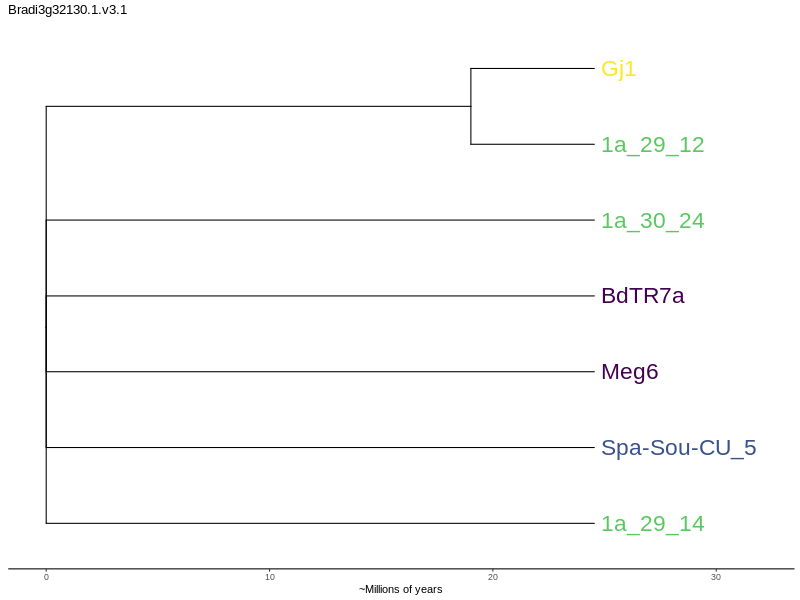 Bradi3g32130.1.v3.1
Gj1
1a_29_12
1a_30_24
BdTR7a
Meg6
Spa-Sou-CU_5
1a_29_14
0 10 20 30
~Millions of years